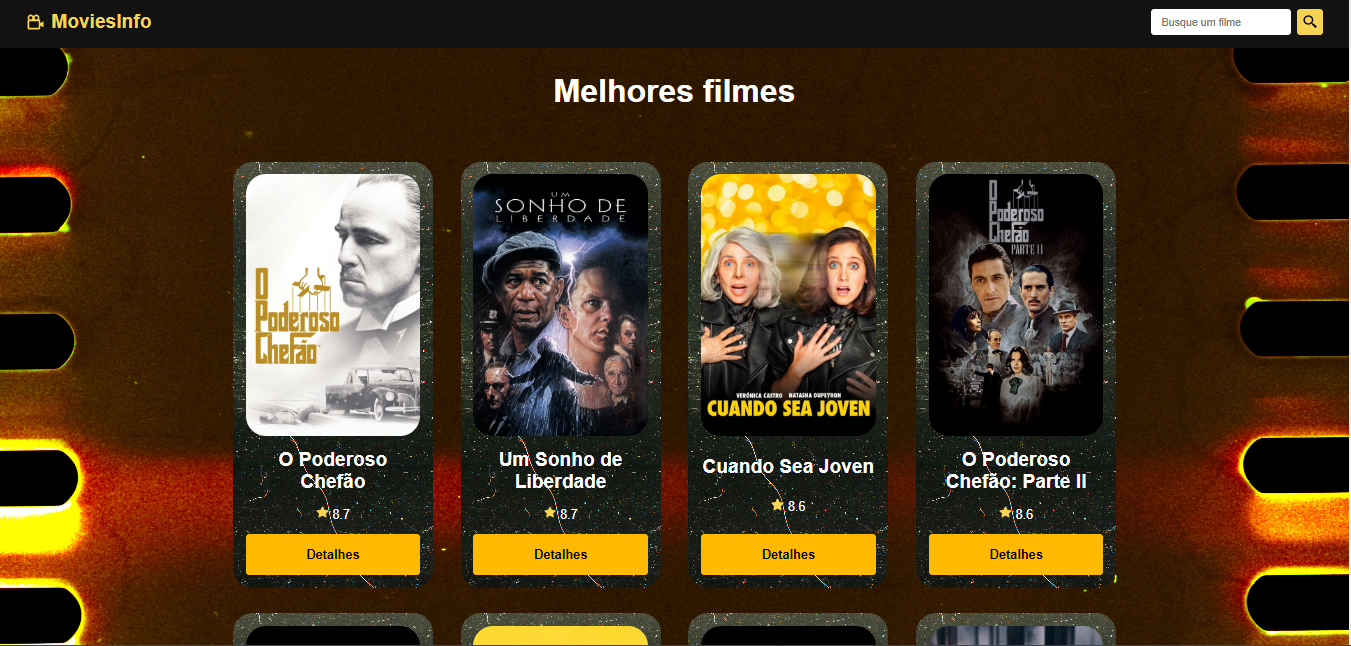 MoviesInfo
Busque um filme
Melhores filmes
O
Poderoso
Chefão
UM
SONHO DE
LIBERDADE
VERÓNICA CASTRO NATASHA DUPEYRON
CUANDO SEA JOVEN
O
Poderoso
Chefão
PARTE II
O Poderoso
Chefão
8.7
Detalhes
Um Sonho de
Liberdade
8.7
Detalhes
Cuando Sea Joven
8.6
Detalhes
O Poderoso
Chefão: Parte II
8.6
Detalhes